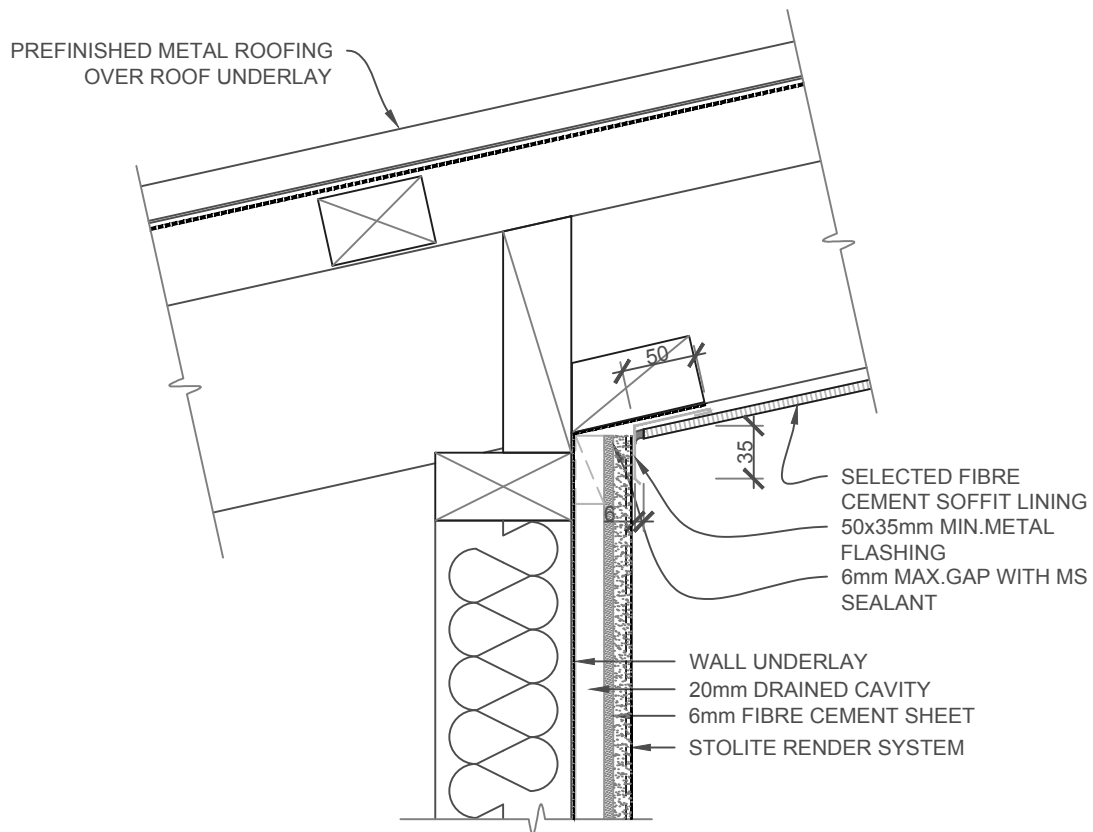 PREFINISHED METAL ROOFING
OVER ROOF UNDERLAY
50
35
6
SELECTED FIBRE
CEMENT SOFFIT LINING
50x35mm MIN.METAL
FLASHING
6mm MAX.GAP WITH MS
SEALANT
WALL UNDERLAY
20mm DRAINED CAVITY
6mm FIBRE CEMENT SHEET
STOLITE RENDER SYSTEM